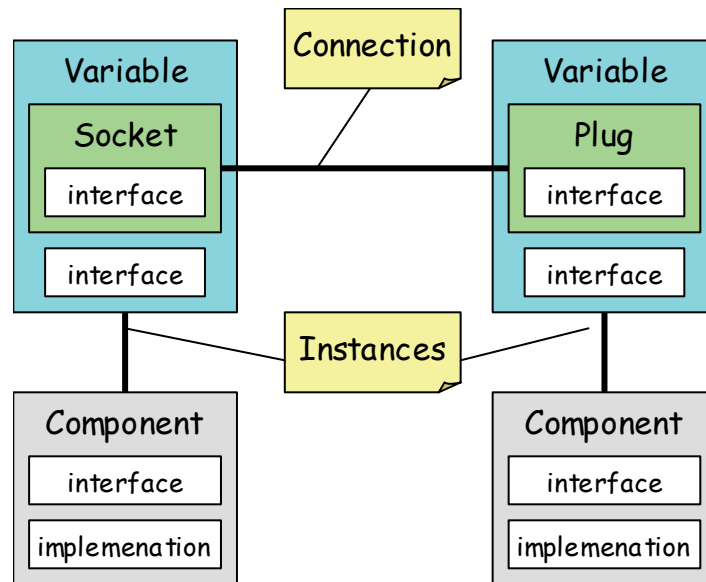 Connection
Variable
Variable
Socket
Plug
interface
interface
interface
interface
Instances
Component
Component
interface
interface
implemenation
implemenation